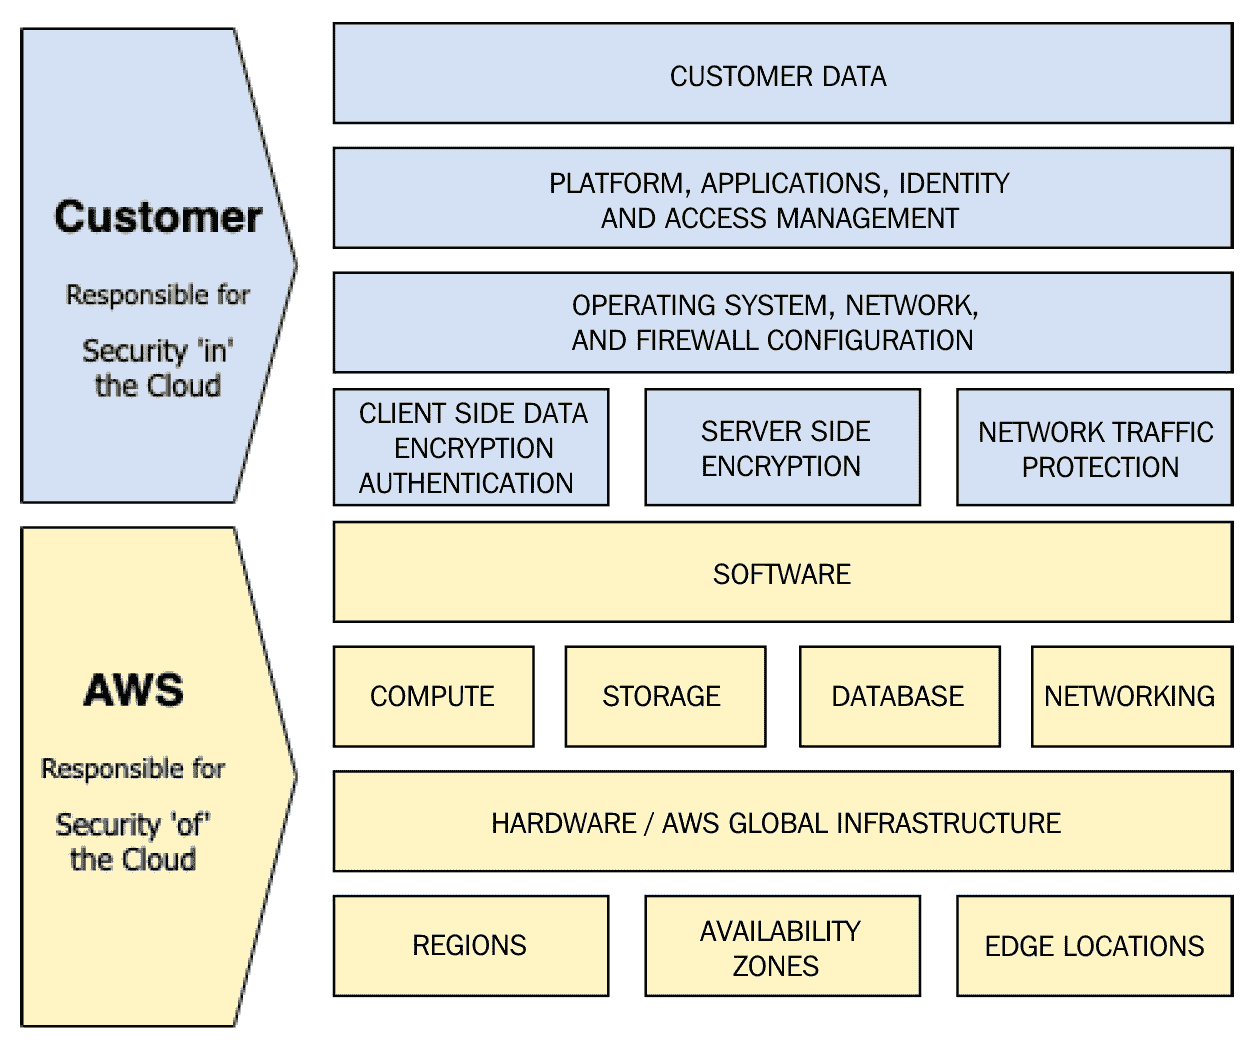 Customer
Responsible for
Security 'in'
the Cloud
CUSTOMER DATA
PLATFORM, APPLICATIONS, IDENTITY
AND ACCESS MANAGEMENT
OPERATING SYSTEM, NETWORK,
AND FIREWALL CONFIGURATION
CLIENT SIDE DATA
ENCRYPTION
AUTHENTICATION
SERVER SIDE
ENCRYPTION
NETWORK TRAFFIC
PROTECTION
AWS
Responsible for
Security 'of'
the Cloud
SOFTWARE
COMPUTE
STORAGE
DATABASE
NETWORKING
HARDWARE / AWS GLOBAL INFRASTRUCTURE
REGIONS
AVAILABILITY
ZONES
EDGE LOCATIONS